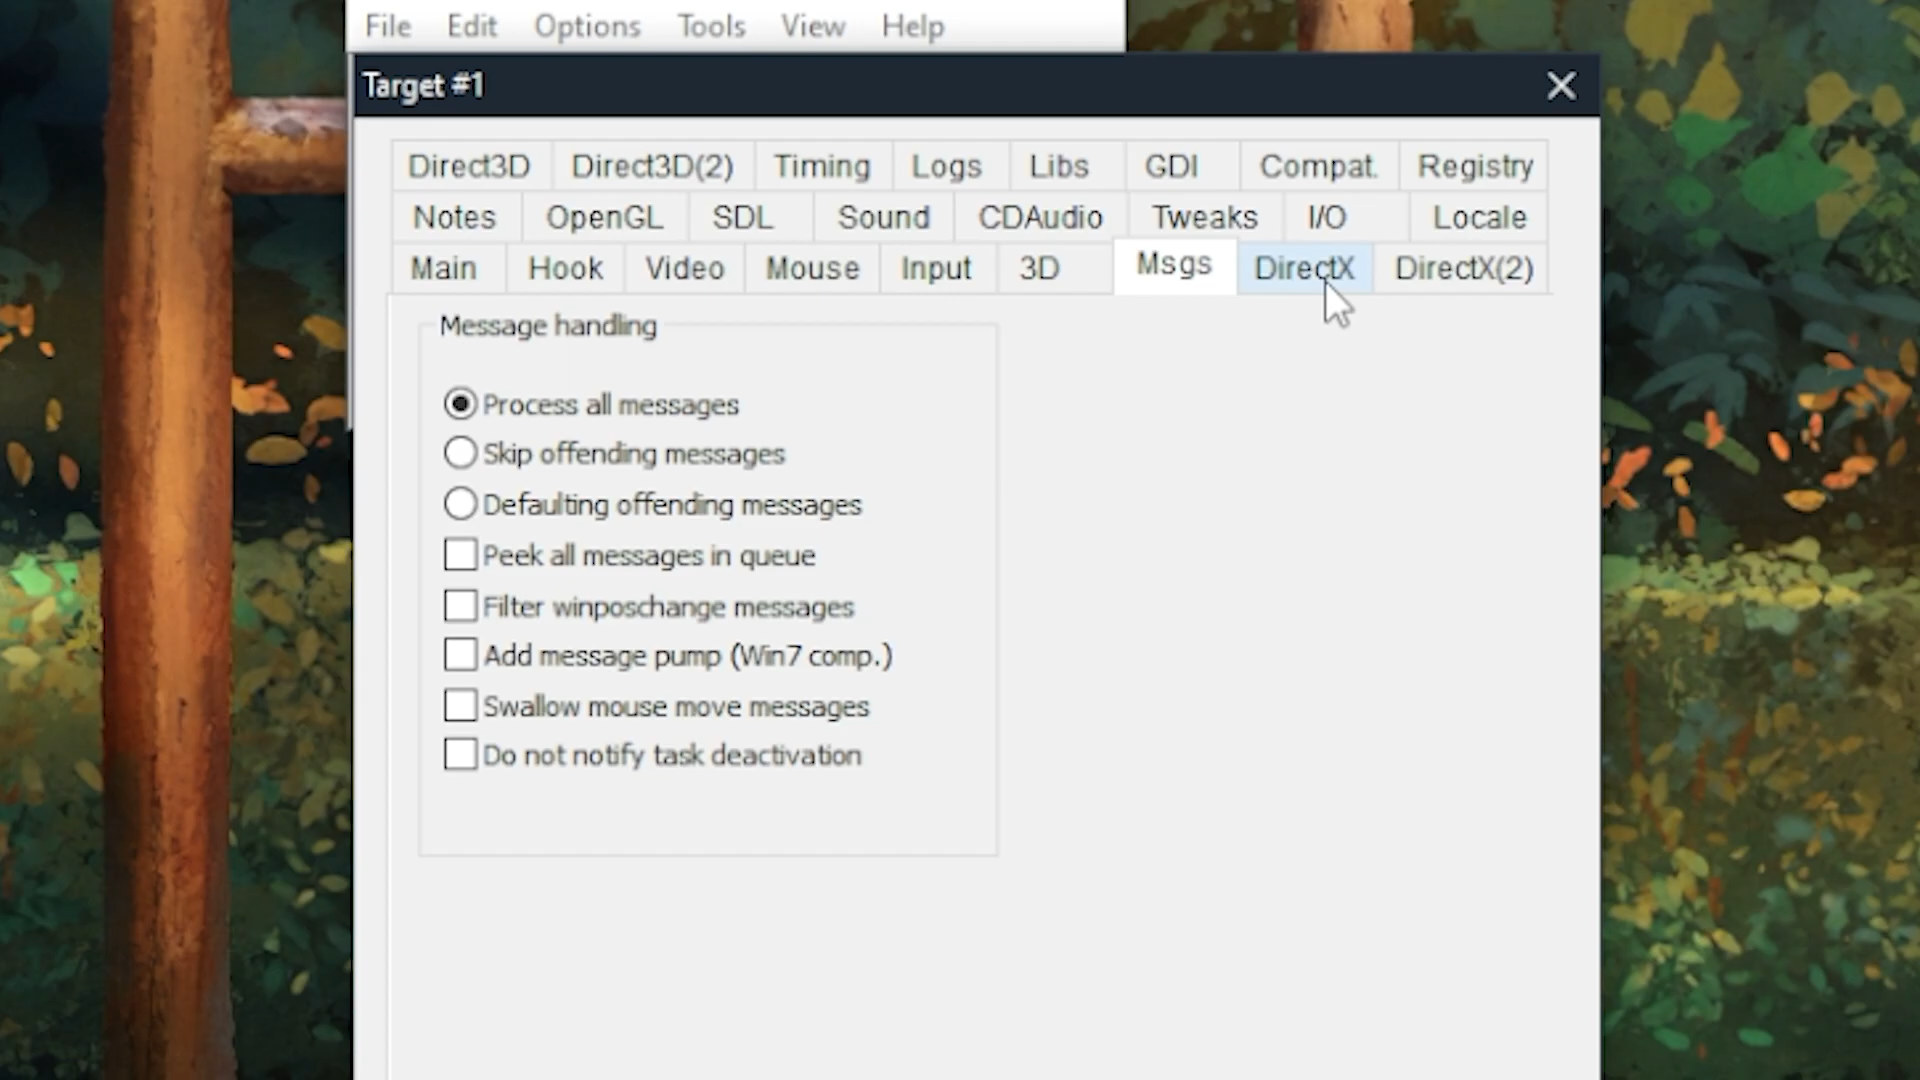 File Edit Options Tools View Help
Target #1
Direct3D Direct3D(2) Timing Logs Libs GDI Compat. Registry
Notes OpenGL SDL Sound CDAudio Tweaks I/O Locale
Main Hook Video Mouse Input 3D Msgs DirectX DirectX(2)
Message handling
Process all messages
Skip offending messages
Defaulting offending messages
Peek all messages in queue
Filter winposchange messages
Add message pump (Win7 comp.)
Swallow mouse move messages
Do not notify task deactivation